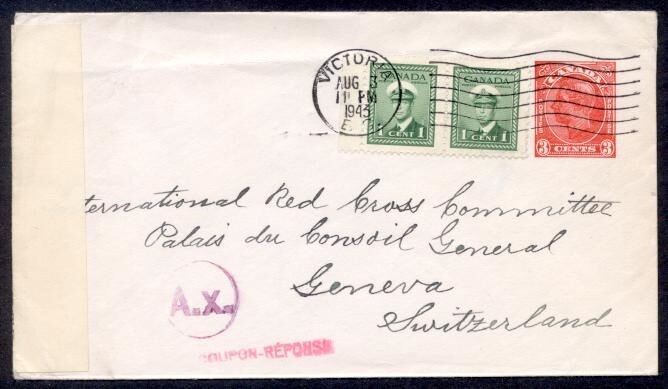 VICTORIA
AUG 3
11 PM
1943
B.C.
CANADA
1 CENT 1
CANADA
1 CENT 1
CANADA
3 CENTS 3
ternational Red Cross Committee
Palais du Consoil General
Geneva
Switzerland
A.x.
COUPON-RÉPONSE